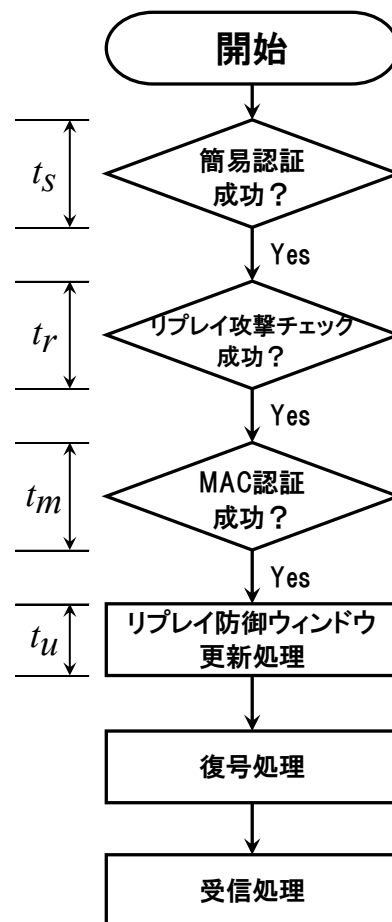 開始
簡易認証
成功？
t_s
Yes
リプレイ攻撃チェック
成功？
t_r
Yes
MAC認証
成功？
t_m
Yes
リプレイ防御ウィンドウ
更新処理
t_u
復号処理
受信処理